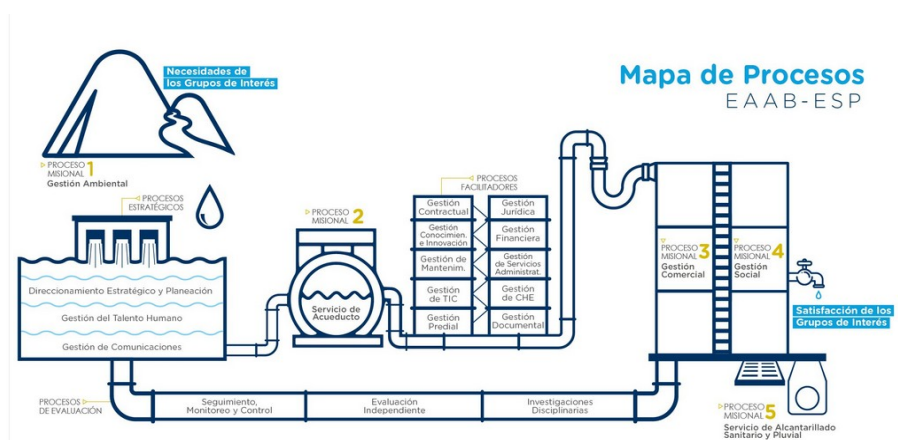 Mapa de Procesos
EAAB-ESP
Necesidades de
los Grupos de Interés
PROCESO
MISIONAL 1
Gestión Ambiental
PROCESOS
ESTRATÉGICOS
Direccionamiento Estratégico y Planeación
Gestión del Talento Humano
Gestión de Comunicaciones
PROCESO
MISIONAL 2
Servicio de
Acueducto
PROCESOS
FACILITADORES
Gestión
Contractual
Gestión
Jurídica
Gestión
Conocimien.
e Innovación
Gestión
Financiera
Gestión de
Mantenim.
Gestión
de Servicios
Administrat.
Gestión
de TIC
Gestión
de CHE
Gestión
Predial
Gestión
Documental
PROCESO
MISIONAL 3
Gestión
Comercial
PROCESO
MISIONAL 4
Gestión
Social
Satisfacción de los
Grupos de Interés
PROCESOS
DE EVALUACIÓN
Seguimiento,
Monitoreo y Control
Evaluación
Independiente
Investigaciones
Disciplinarias
PROCESO
MISIONAL 5
Servicio de Alcantarillado
Sanitario y Pluvial